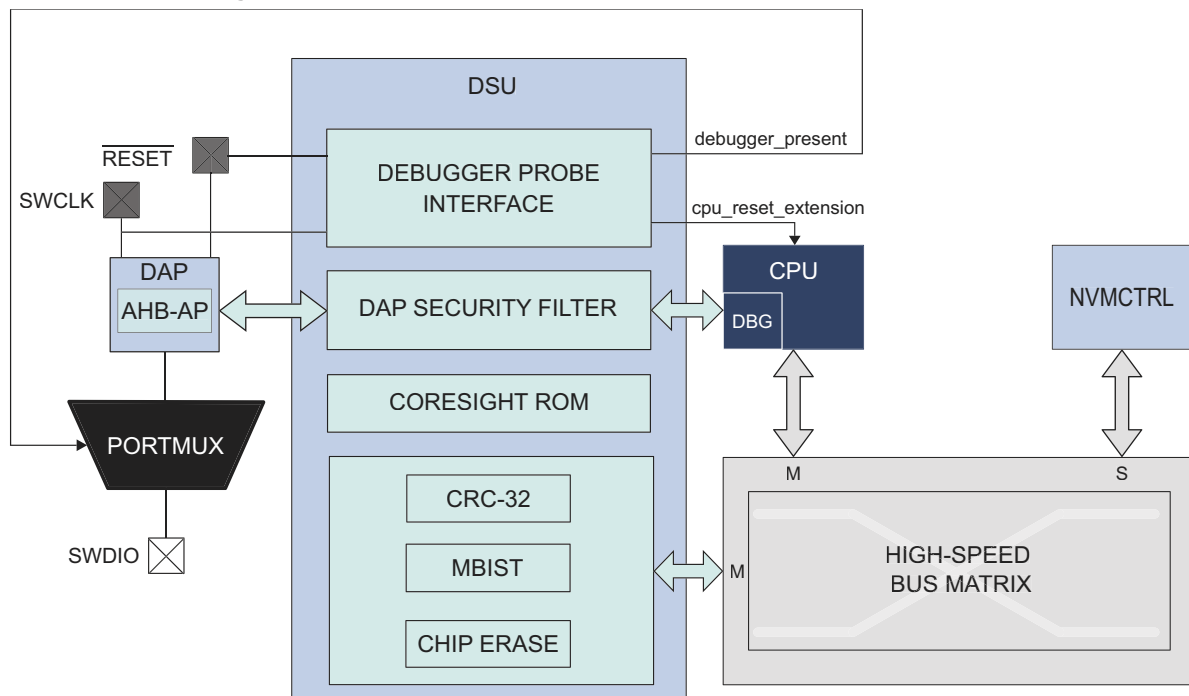 DSU
debugger_present
RESET
DEBUGGER PROBE
INTERFACE
SWCLK
cpu_reset_extension
DAP
CPU
AHB-AP
DAP SECURITY FILTER
DBG
NVMCTRL
CORESIGHT ROM
PORTMUX
M
S
CRC-32
SWDIO
MBIST
M
HIGH-SPEED
BUS MATRIX
CHIP ERASE